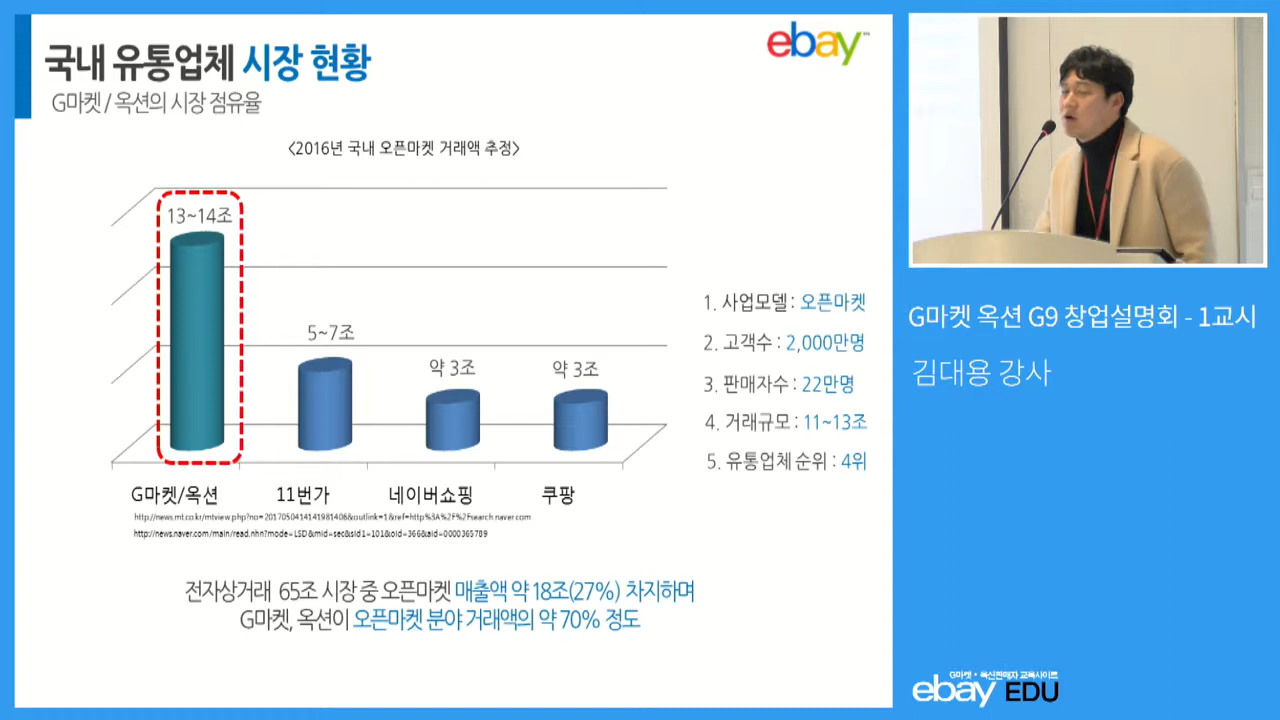 국내 유통업체 시장 현황
G마켓 / 옥션의 시장 점유율
ebay™
<2016년 국내 오픈마켓 거래액 추정>
13~14조
5~7조
약 3조
약 3조
G마켓/옥션
11번가
네이버쇼핑
쿠팡
http://news.mt.co.kr/mtview.php?no=2017050414141981406&outlink=1&ref=http%3A%2F%2Fsearch.naver.com
http://news.naver.com/main/read.nhn?mode=LSD&mid=sec&sid1=101&oid=366&aid=0000365789
1. 사업모델 : 오픈마켓
2. 고객수 : 2,000만명
3. 판매자수 : 22만명
4. 거래규모 : 11~13조
5. 유통업체 순위 : 4위
전자상거래 65조 시장 중 오픈마켓 매출액 약 18조(27%) 차지하며
G마켓, 옥션이 오픈마켓 분야 거래액의 약 70% 정도
G마켓 옥션 G9 창업설명회 - 1교시
김대용 강사
G마켓 • 옥션판매자 교육사이트
ebay EDU